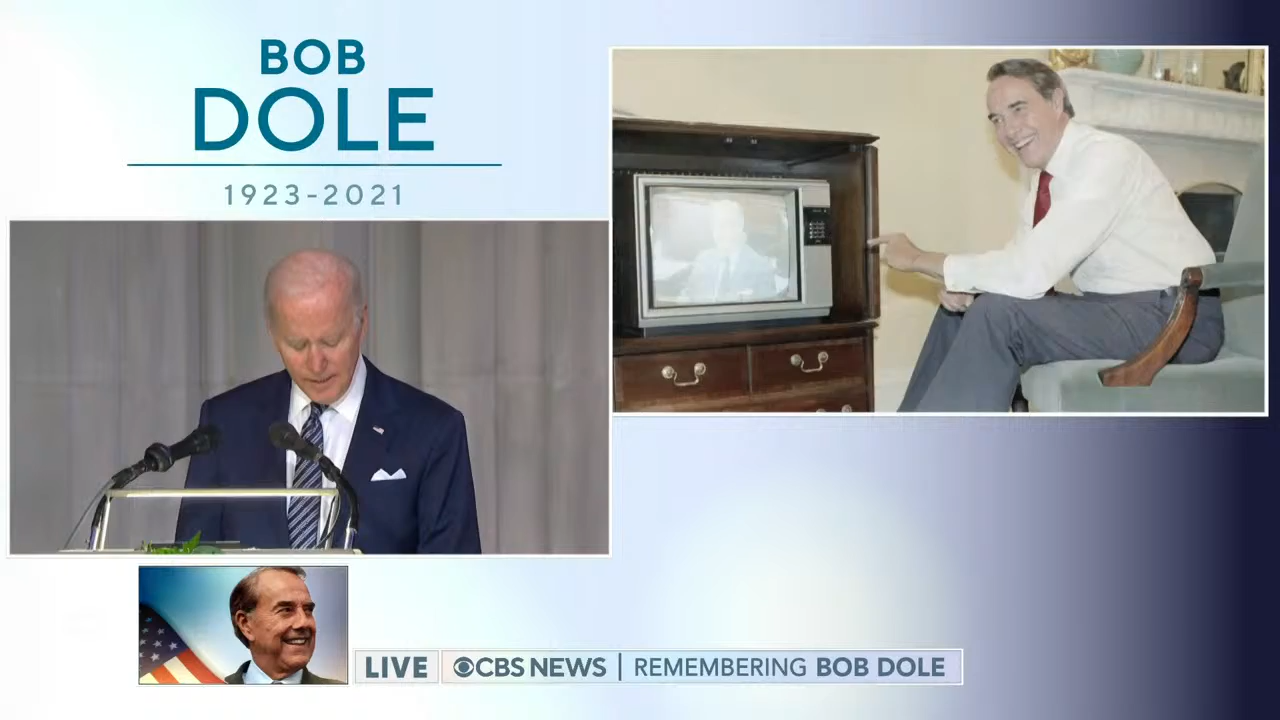 BOB
DOLE
1923-2021
LIVE
CBS NEWS | REMEMBERING BOB DOLE